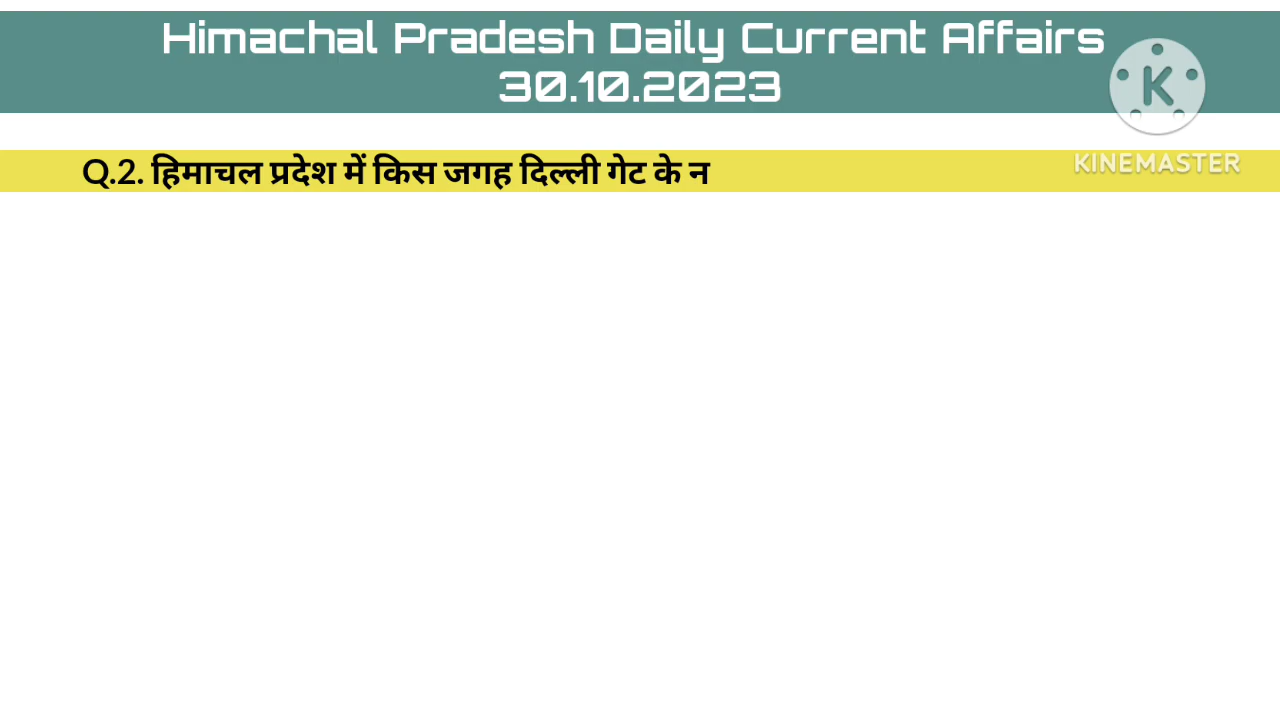 Himachal Pradesh Daily Current Affairs
30.10.2023
K
KINEMASTER
Q.2. हिमाचल प्रदेश में किस जगह दिल्ली गेट के न